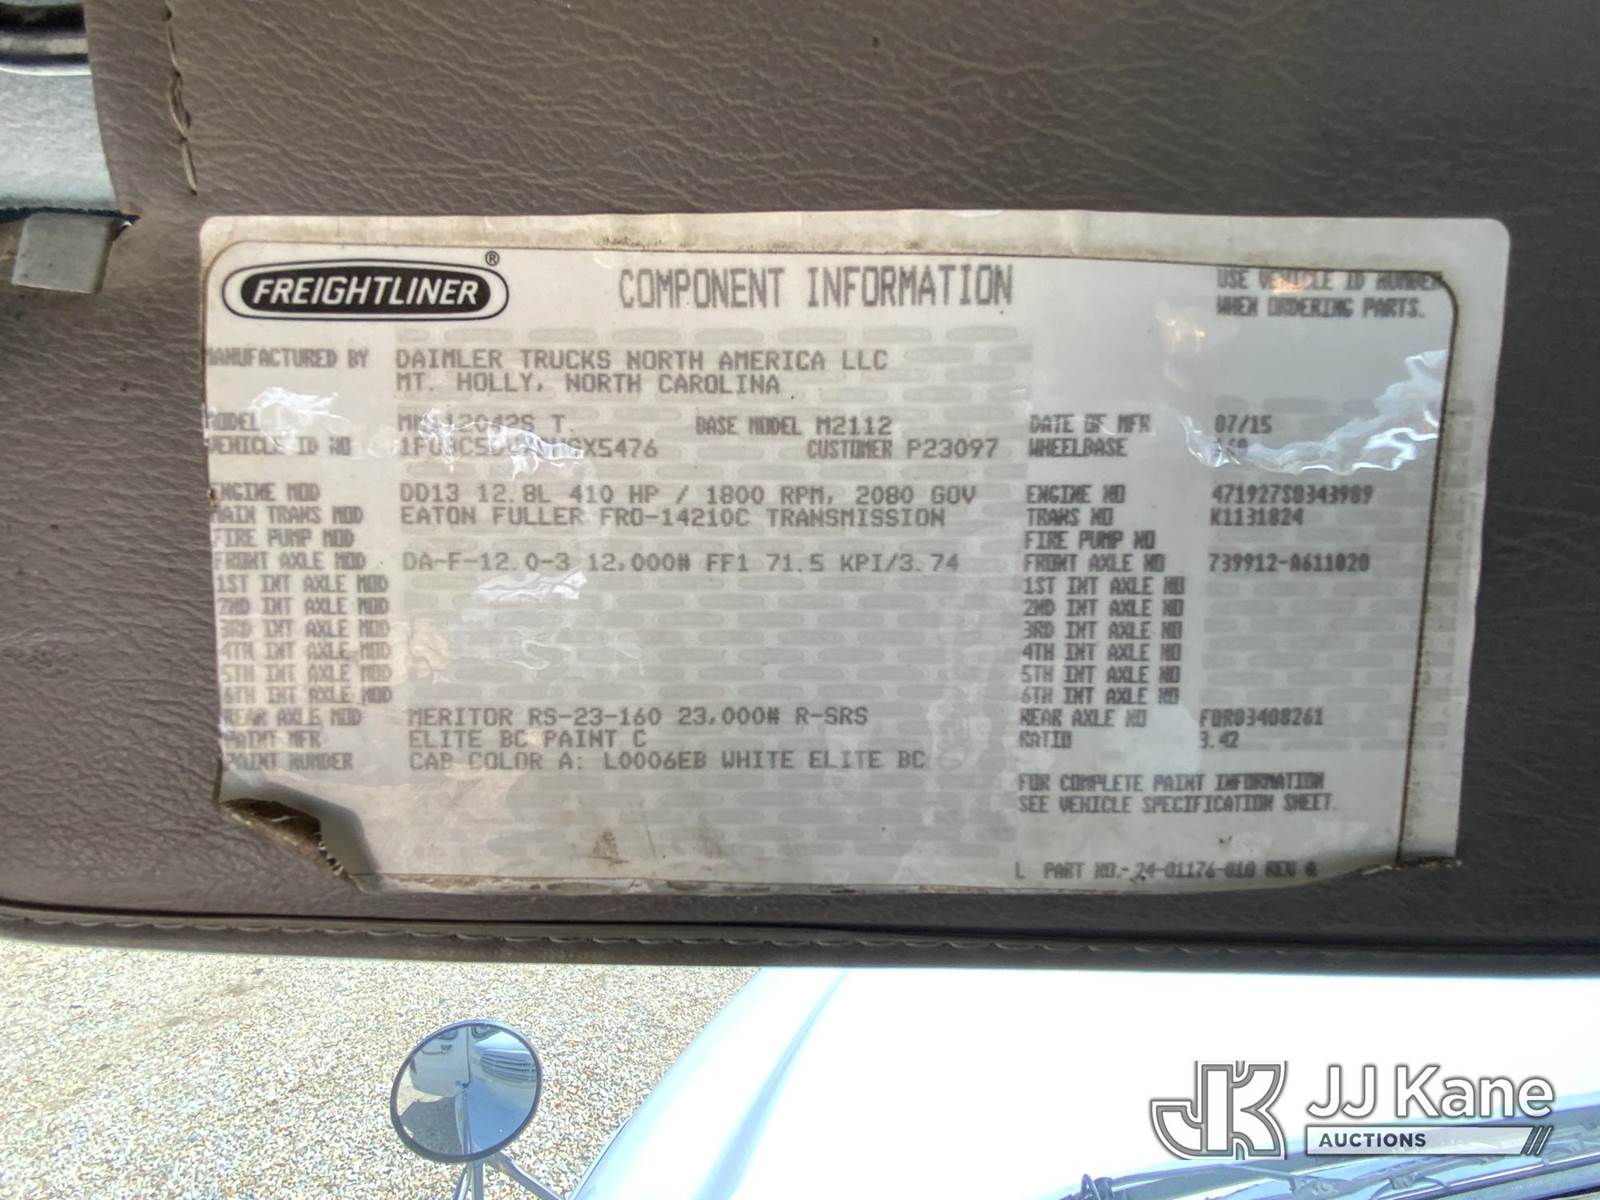 FREIGHTLINER ®
COMPONENT INFORMATION
USE VEHICLE ID NUMBER
WHEN ORDERING PARTS.
MANUFACTURED BY DAIMLER TRUCKS NORTH AMERICA LLC
MT. HOLLY, NORTH CAROLINA
MODEL T. BASE MODEL M2112 DATE OF MFR 07/15
VEHICLE ID NO CUSTOMER P23097 WHEELBASE
ENGINE MOD DD13 12.8L 410 HP / 1800 RPM, 2080 GOV ENGINE NO 471927S0343989
MAIN TRANS MOD EATON FULLER FRO-14210C TRANSMISSION TRANS NO K1131824
FIRE PUMP MOD FIRE PUMP NO
FRONT AXLE MOD DA-F-12.0-3 12,000# FF1 71.5 KPI/3.74 FRONT AXLE NO 739912-A611020
1ST INT AXLE MOD 1ST INT AXLE NO
2ND INT AXLE MOD 2ND INT AXLE NO
3RD INT AXLE MOD 3RD INT AXLE NO
4TH INT AXLE MOD 4TH INT AXLE NO
5TH INT AXLE MOD 5TH INT AXLE NO
6TH INT AXLE MOD 6TH INT AXLE NO
REAR AXLE MOD MERITOR RS-23-160 23,000# R-SRS REAR AXLE NO FOR03408261
PAINT MFR ELITE BC PAINT C RATIO 3.42
PAINT NUMBER CAB COLOR A: L0006EB WHITE ELITE BC
FOR COMPLETE PAINT INFORMATION
SEE VEHICLE SPECIFICATION SHEET.
L PART NO.- 24-01176-010 REV
JK JJ Kane
AUCTIONS